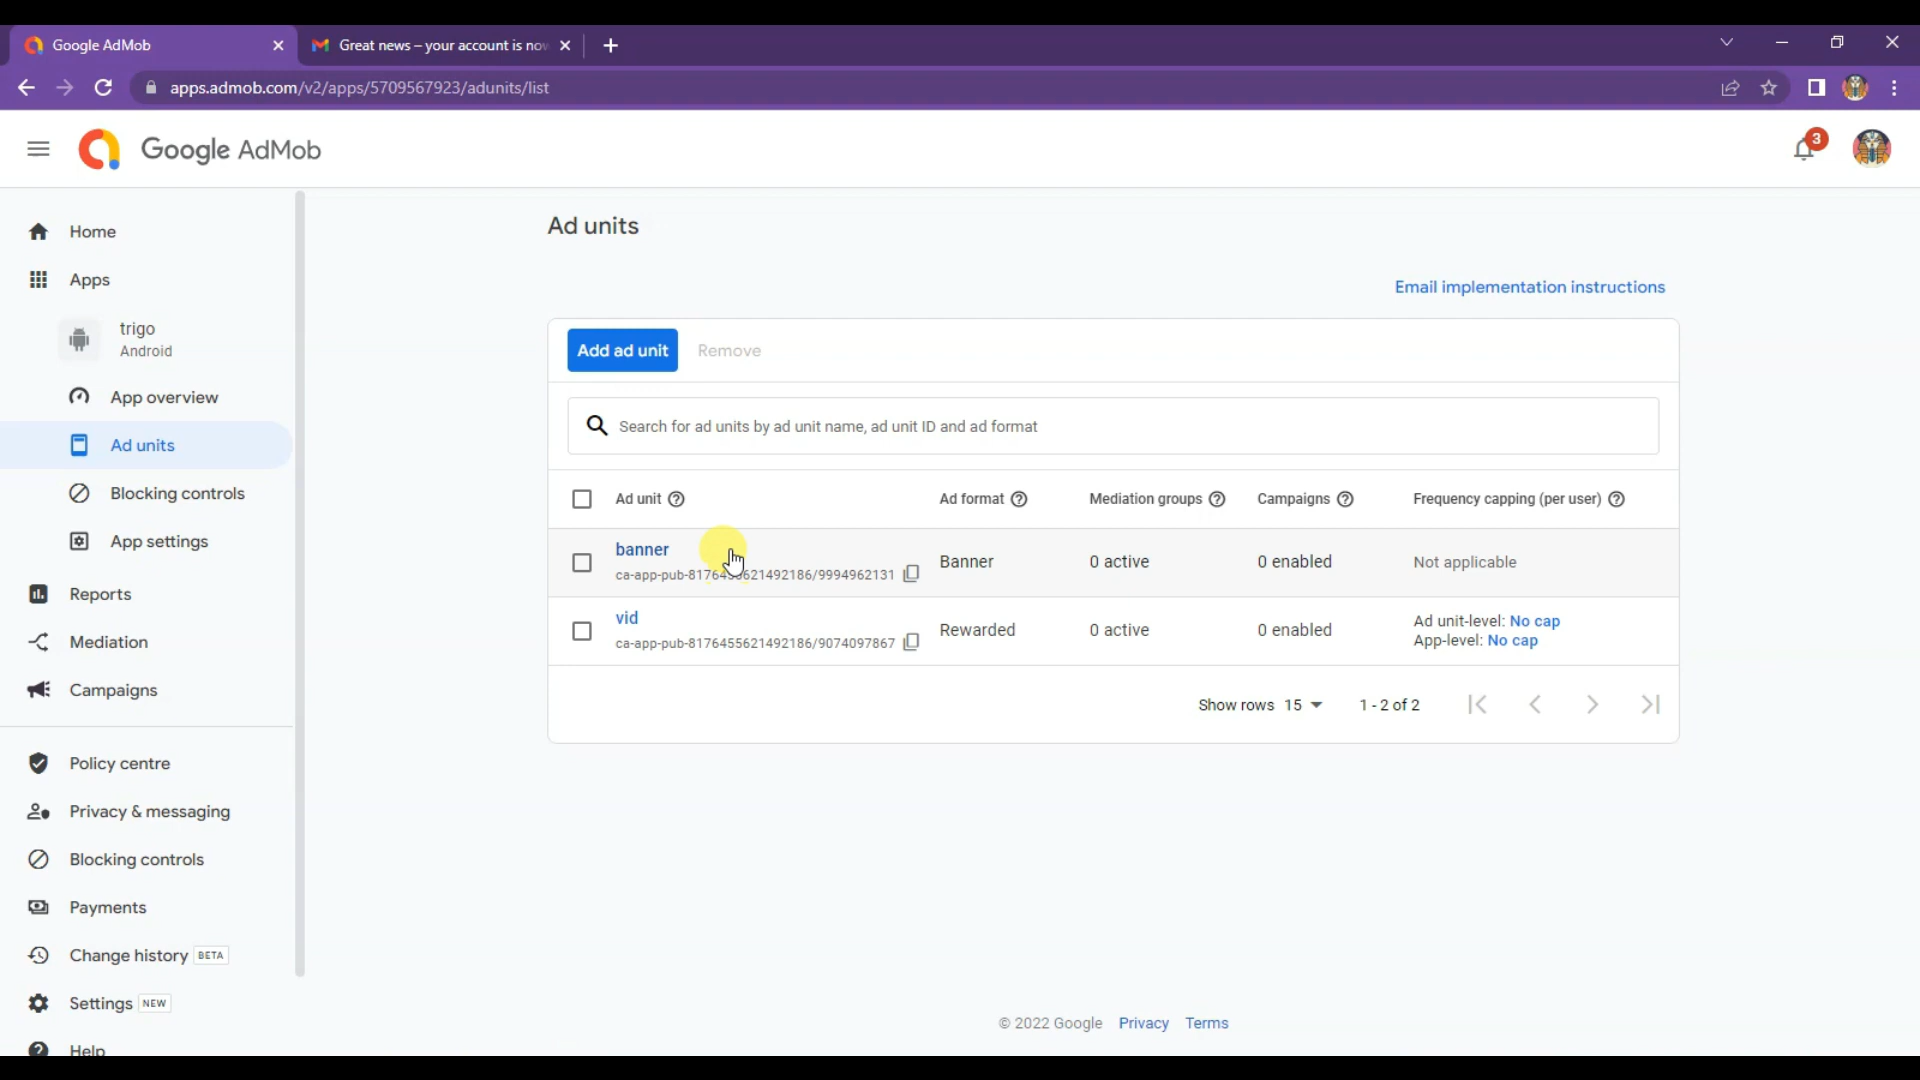 Google AdMob
Great news – your account is now
apps.admob.com/v2/apps/5709567923/adunits/list
Google AdMob
3
Home
Apps
trigo
Android
App overview
Ad units
Blocking controls
App settings
Reports
Mediation
Campaigns
Policy centre
Privacy & messaging
Blocking controls
Payments
Change history BETA
Settings NEW
Help
Ad units
Email implementation instructions
Add ad unit Remove
Search for ad units by ad unit name, ad unit ID and ad format
Ad unit Ad format Mediation groups Campaigns Frequency capping (per user)
banner
ca-app-pub-8176455621492186/9994962131
Banner 0 active 0 enabled Not applicable
vid
ca-app-pub-8176455621492186/9074097867
Rewarded 0 active 0 enabled
Ad unit-level: No cap
App-level: No cap
Show rows 15 1 - 2 of 2
© 2022 Google Privacy Terms